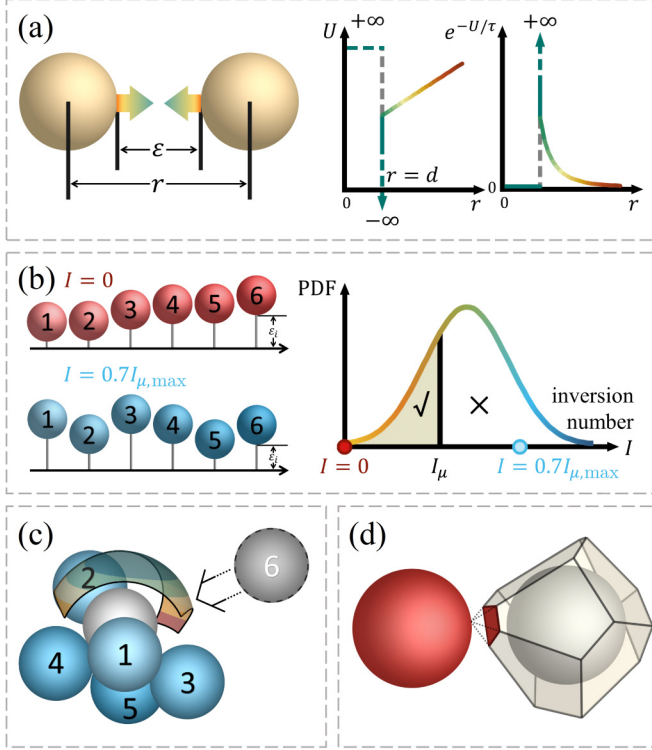 (a)
ε
r
U
+∞
r = d
0
−∞
r
e^{−U/τ}
+∞
0
0
r
(b)
I = 0
1 2 3 4 5 6
ε_i
I = 0.7I_{μ,max}
1 2 3 4 5 6
ε_i
PDF
√
×
inversion
number
I = 0
I_μ
I = 0.7I_{μ,max}
I
(c)
2
6
1
4
3
5
(d)